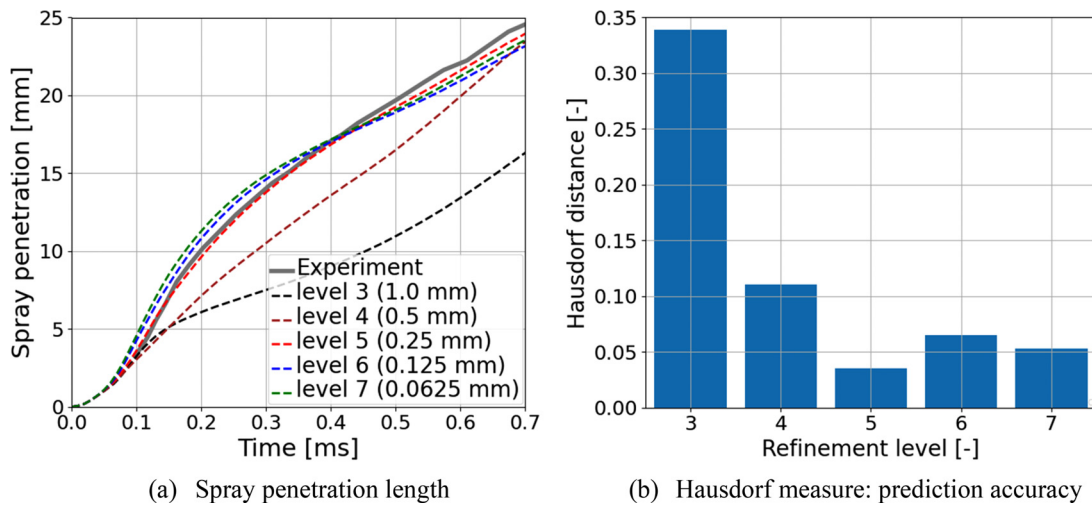 25
20
15
10
5
0
0.0 0.1 0.2 0.3 0.4 0.5 0.6 0.7
Spray penetration [mm]
Time [ms]
Experiment
level 3 (1.0 mm)
level 4 (0.5 mm)
level 5 (0.25 mm)
level 6 (0.125 mm)
level 7 (0.0625 mm)
(a) Spray penetration length
0.35
0.30
0.25
0.20
0.15
0.10
0.05
0.00
3 4 5 6 7
Hausdorf distance [-]
Refinement level [-]
(b) Hausdorf measure: prediction accuracy